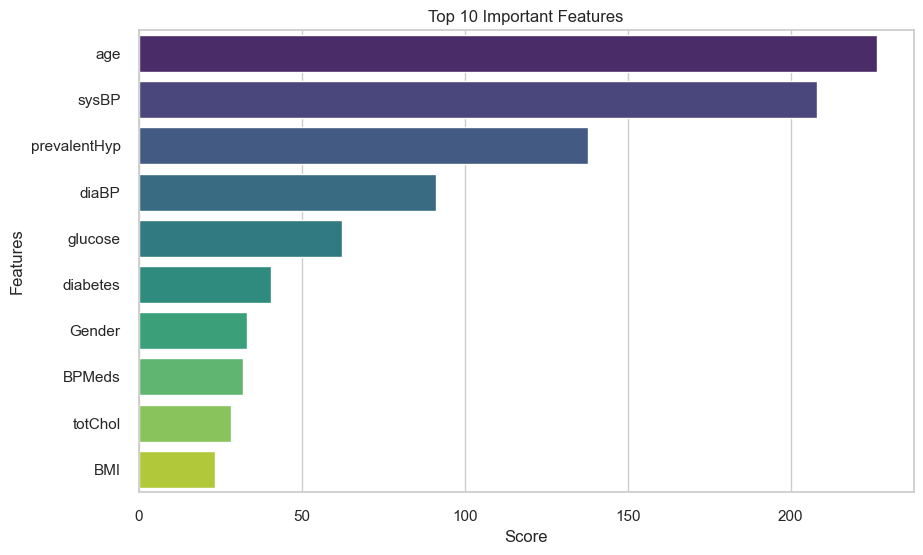 Top 10 Important Features
Features
age
sysBP
prevalentHyp
diaBP
glucose
diabetes
Gender
BPMeds
totChol
BMI
0 50 100 150 200
Score